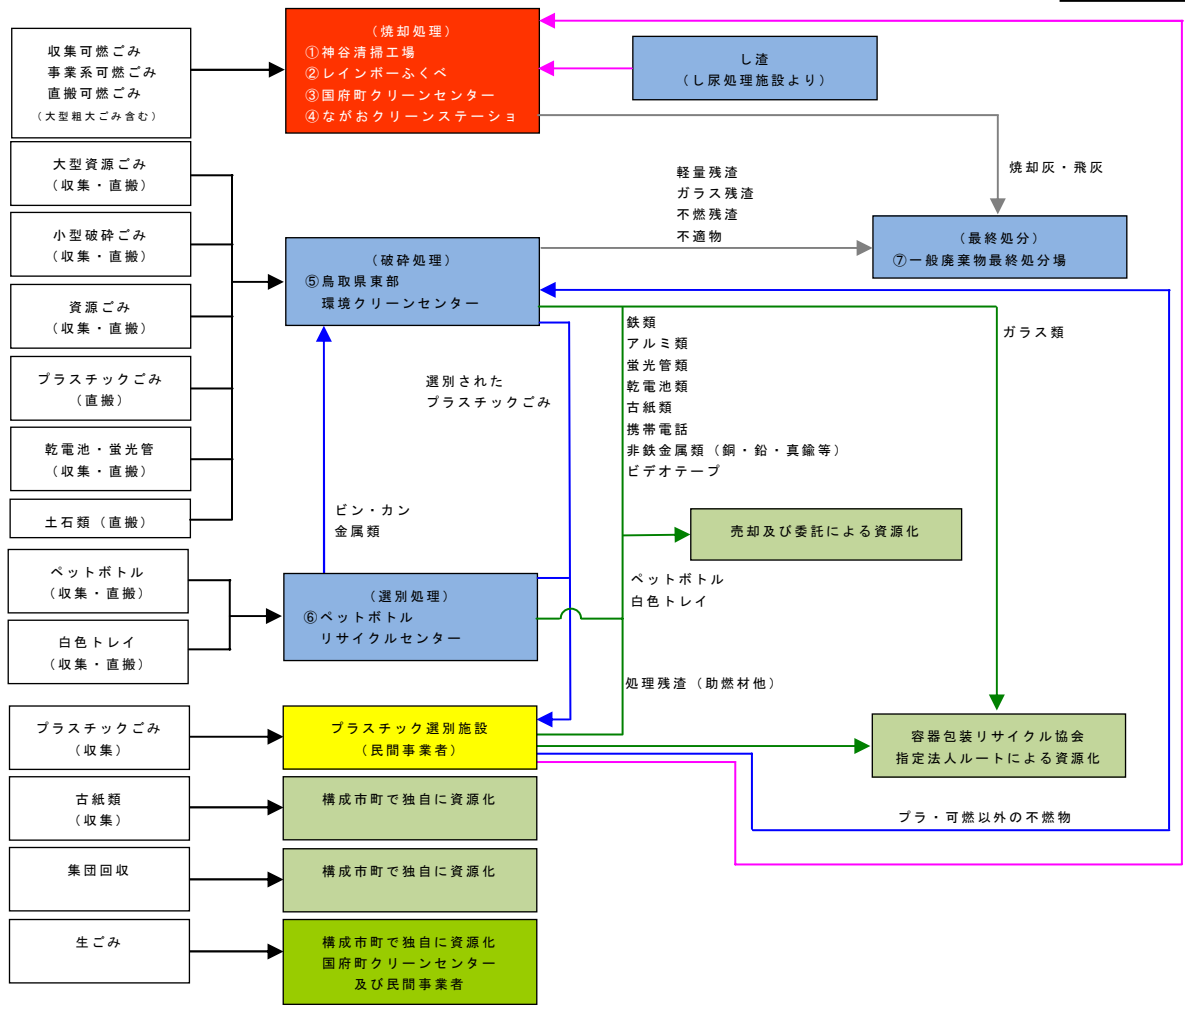 収集可燃ごみ
事業系可燃ごみ
直搬可燃ごみ
（大型粗大ごみ含む）
（焼却処理）
①神谷清掃工場
②レインボーふくべ
③国府町クリーンセンター
④ながおクリーンステーショ
し渣
（し尿処理施設より）
焼却灰・飛灰
大型資源ごみ
（収集・直搬）
小型破砕ごみ
（収集・直搬）
資源ごみ
（収集・直搬）
プラスチックごみ
（直搬）
乾電池・蛍光管
（収集・直搬）
土石類（直搬）
（破砕処理）
⑤鳥取県東部
環境クリーンセンター
軽量残渣
ガラス残渣
不燃残渣
不適物
（最終処分）
⑦一般廃棄物最終処分場
選別された
プラスチックごみ
鉄類
アルミ類
蛍光管類
乾電池類
古紙類
携帯電話
非鉄金属類（銅・鉛・真鍮等）
ビデオテープ
ガラス類
ビン・カン
金属類
売却及び委託による資源化
ペットボトル
（収集・直搬）
白色トレイ
（収集・直搬）
（選別処理）
⑥ペットボトル
リサイクルセンター
ペットボトル
白色トレイ
処理残渣（助燃材他）
プラスチックごみ
（収集）
プラスチック選別施設
（民間事業者）
容器包装リサイクル協会
指定法人ルートによる資源化
プラ・可燃以外の不燃物
古紙類
（収集）
構成市町で独自に資源化
集団回収
構成市町で独自に資源化
生ごみ
構成市町で独自に資源化
国府町クリーンセンター
及び民間事業者